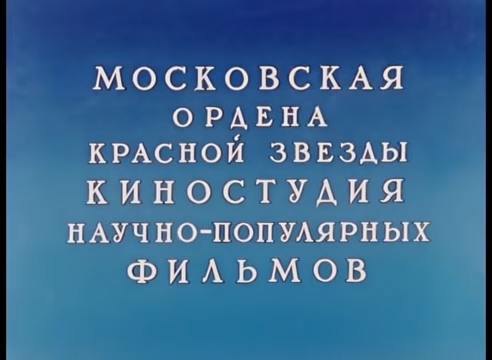 МОСКОВСКАЯ
ОРДЕНА
КРАСНОЙ ЗВЕЗДЫ
КИНОСТУДИЯ
НАУЧНО-ПОПУЛЯРНЫХ
ФИЛЬМОВ